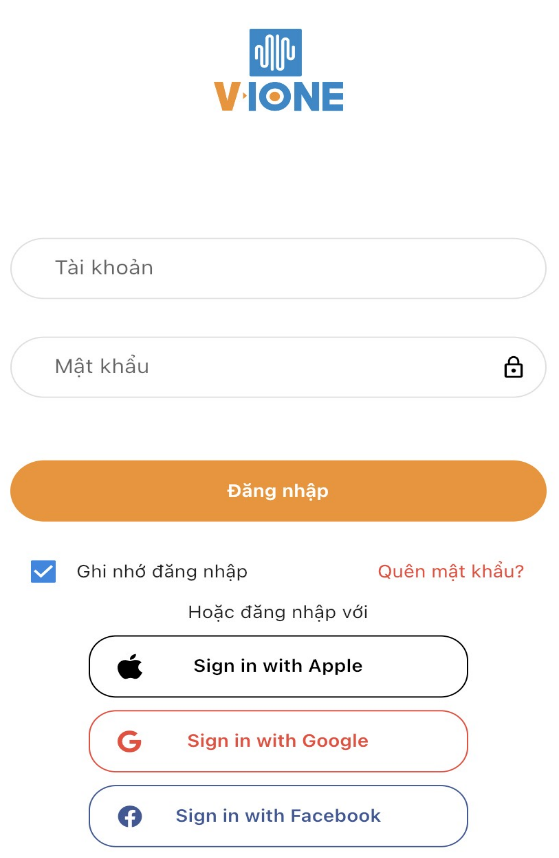 V·IONE
Tài khoản
Mật khẩu
Đăng nhập
Ghi nhớ đăng nhập
Quên mật khẩu?
Hoặc đăng nhập với
Sign in with Apple
Sign in with Google
Sign in with Facebook